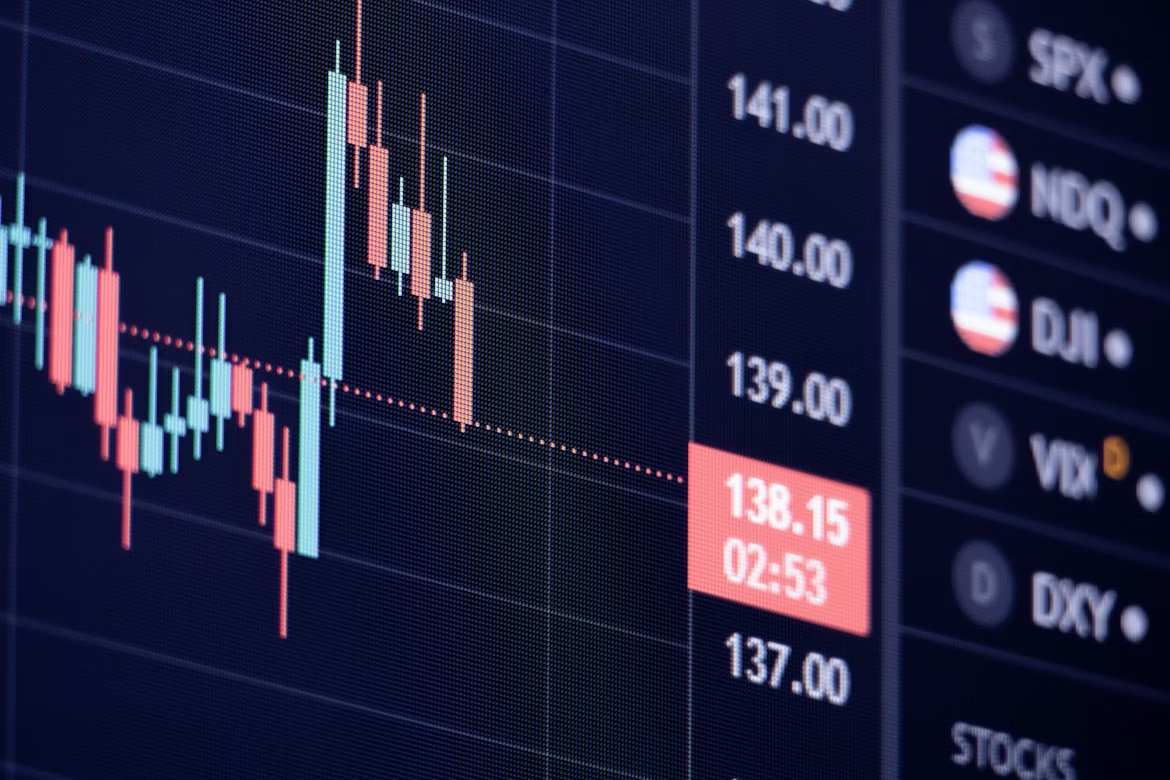 141.00
140.00
139.00
138.15
02:53
137.00
S SPX
NDQ
DJI
V VIX D
D DXY
STOCKS